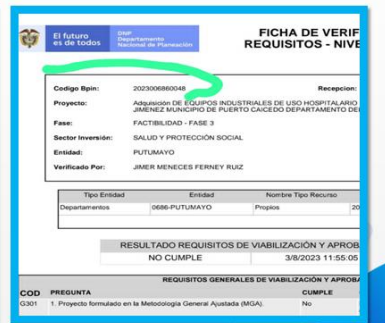 El futuro
es de todos
DNP
Departamento
Nacional de Planeación
FICHA DE VERIF
REQUISITOS - NIVE
Codigo Bpin: 2023006860048 Recepcion:
Proyecto: Adquisición DE EQUIPOS INDUSTRIALES DE USO HOSPITALARIO
JIMENEZ MUNICIPIO DE PUERTO CAICEDO DEPARTAMENTO DE
Fase: FACTIBILIDAD - FASE 3
Sector Inversión: SALUD Y PROTECCIÓN SOCIAL
Entidad: PUTUMAYO
Verificado Por: JIMER MENECES FERNEY RUIZ
Tipo Entidad Entidad Nombre Tipo Recurso
Departamentos 0686-PUTUMAYO Propios 20
RESULTADO REQUISITOS DE VIABILIZACIÓN Y APROB
NO CUMPLE 3/8/2023 11:55:05
REQUISITOS GENERALES DE VIABILIZACIÓN Y APROBA
COD PREGUNTA CUMPLE
G301 1. Proyecto formulado en la Metodología General Ajustada (MGA). No